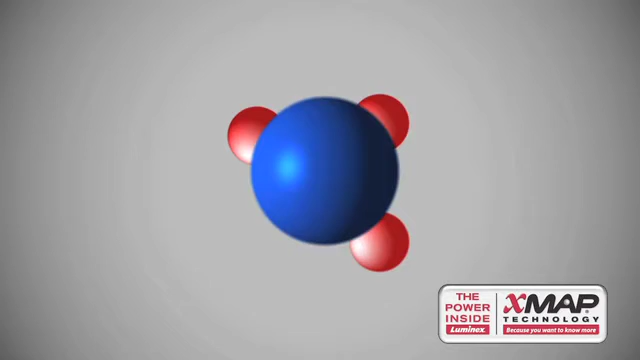 THE
POWER
INSIDE
Luminex.
xMAP®
TECHNOLOGY
Because you want to know more